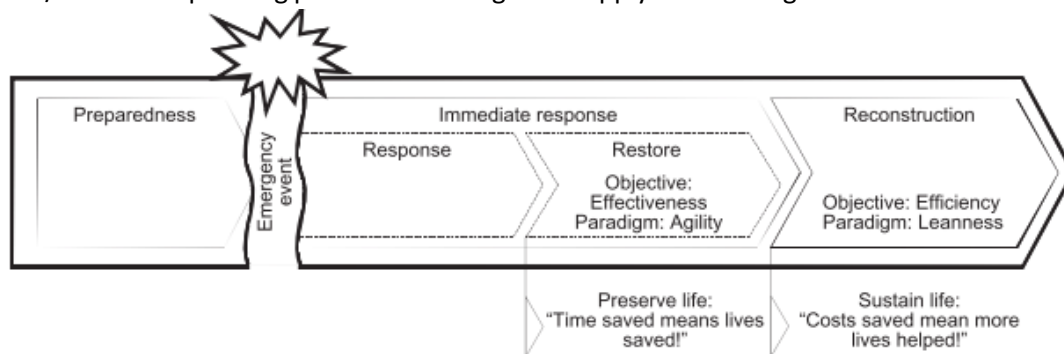 Preparedness
Emergency
event
Immediate response
Response
Restore
Objective:
Effectiveness
Paradigm: Agility
Reconstruction
Objective: Efficiency
Paradigm: Leanness
Preserve life:
“Time saved means lives
saved!”
Sustain life:
“Costs saved mean more
lives helped!”